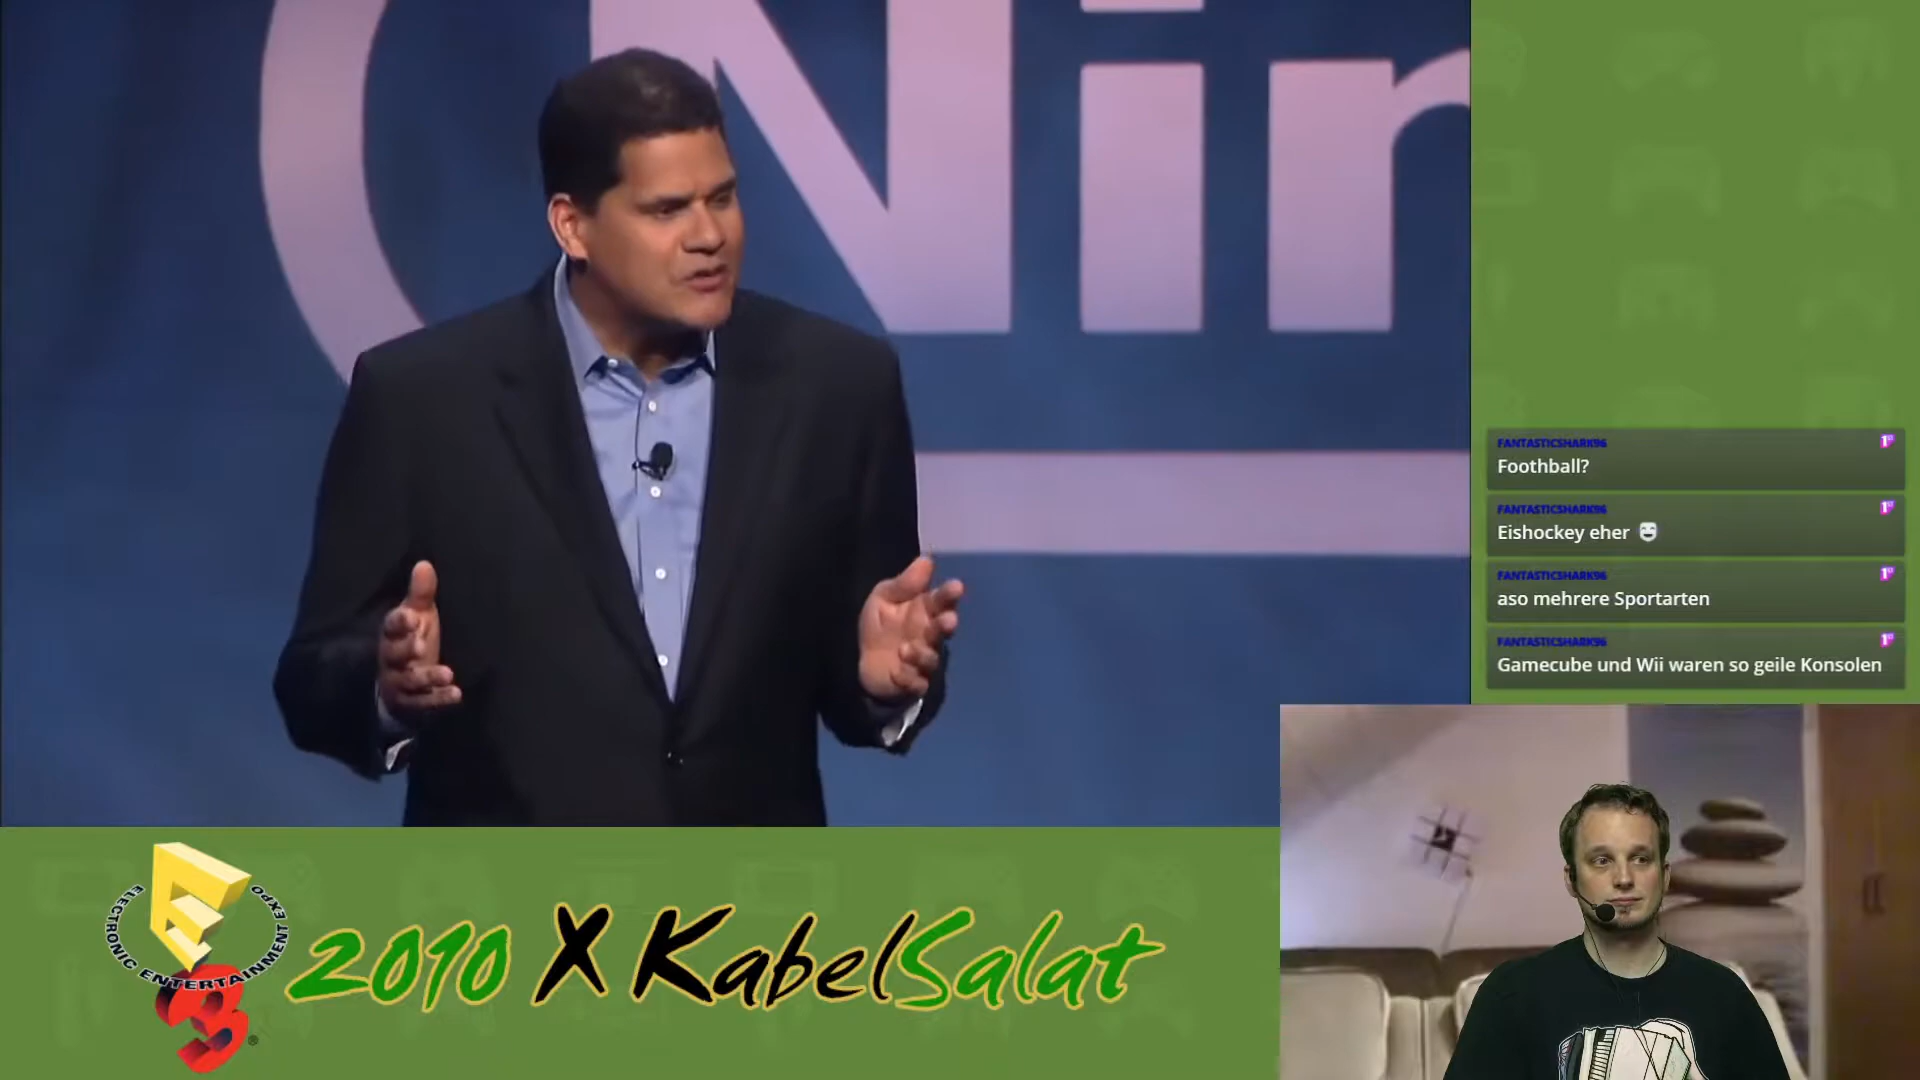 Nin
FANTASTICSHARK96
Foothball?
FANTASTICSHARK96
Eishockey eher
FANTASTICSHARK96
aso mehrere Sportarten
FANTASTICSHARK96
Gamecube und Wii waren so geile Konsolen
E3
ELECTRONIC ENTERTAINMENT EXPO
®
2010 X KabelSalat